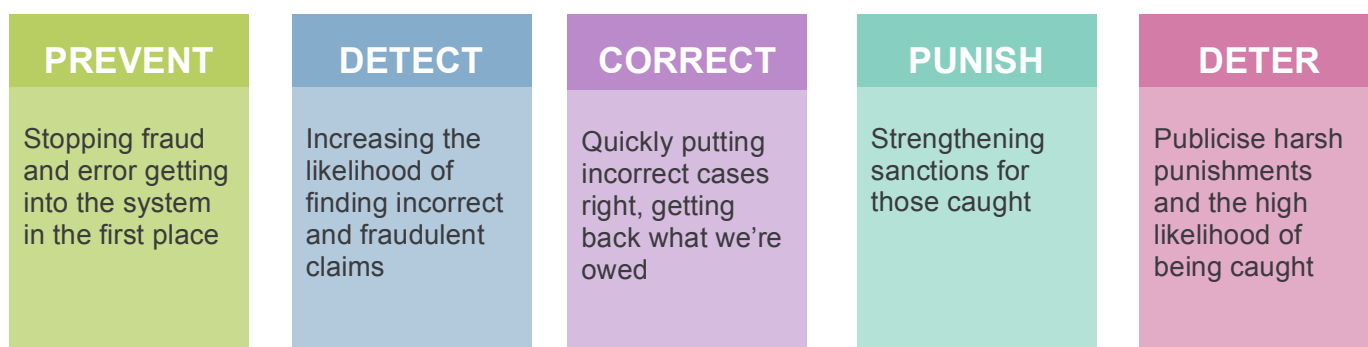 PREVENT
Stopping fraud
and error getting
into the system
in the first place
DETECT
Increasing the
likelihood of
finding incorrect
and fraudulent
claims
CORRECT
Quickly putting
incorrect cases
right, getting
back what we’re
owed
PUNISH
Strengthening
sanctions for
those caught
DETER
Publicise harsh
punishments
and the high
likelihood of
being caught